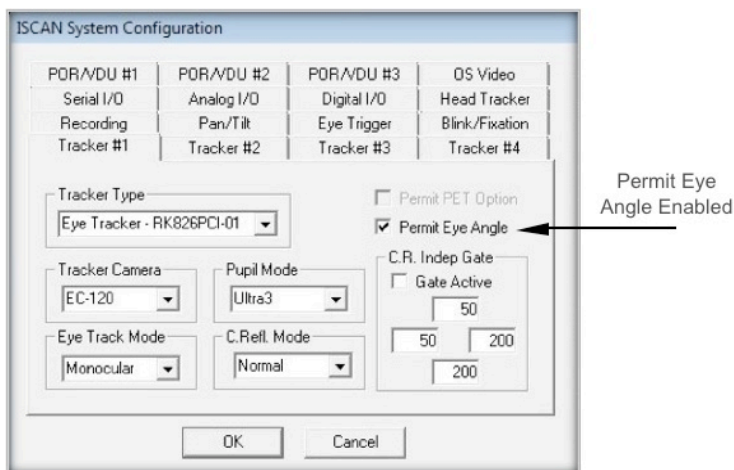 ISCAN System Configuration
POR/VDU #1 POR/VDU #2 POR/VDU #3 OS Video
Serial I/O Analog I/O Digital I/O Head Tracker
Recording Pan/Tilt Eye Trigger Blink/Fixation
Tracker #1 Tracker #2 Tracker #3 Tracker #4
Tracker Type
Eye Tracker - RK826PCI-01
Permit PET Option
Permit Eye Angle
Permit Eye
Angle Enabled
Tracker Camera
EC-120
Pupil Mode
Ultra3
C.R. Indep Gate
Gate Active
50
50 200
200
Eye Track Mode
Monocular
C.Refl. Mode
Normal
OK Cancel